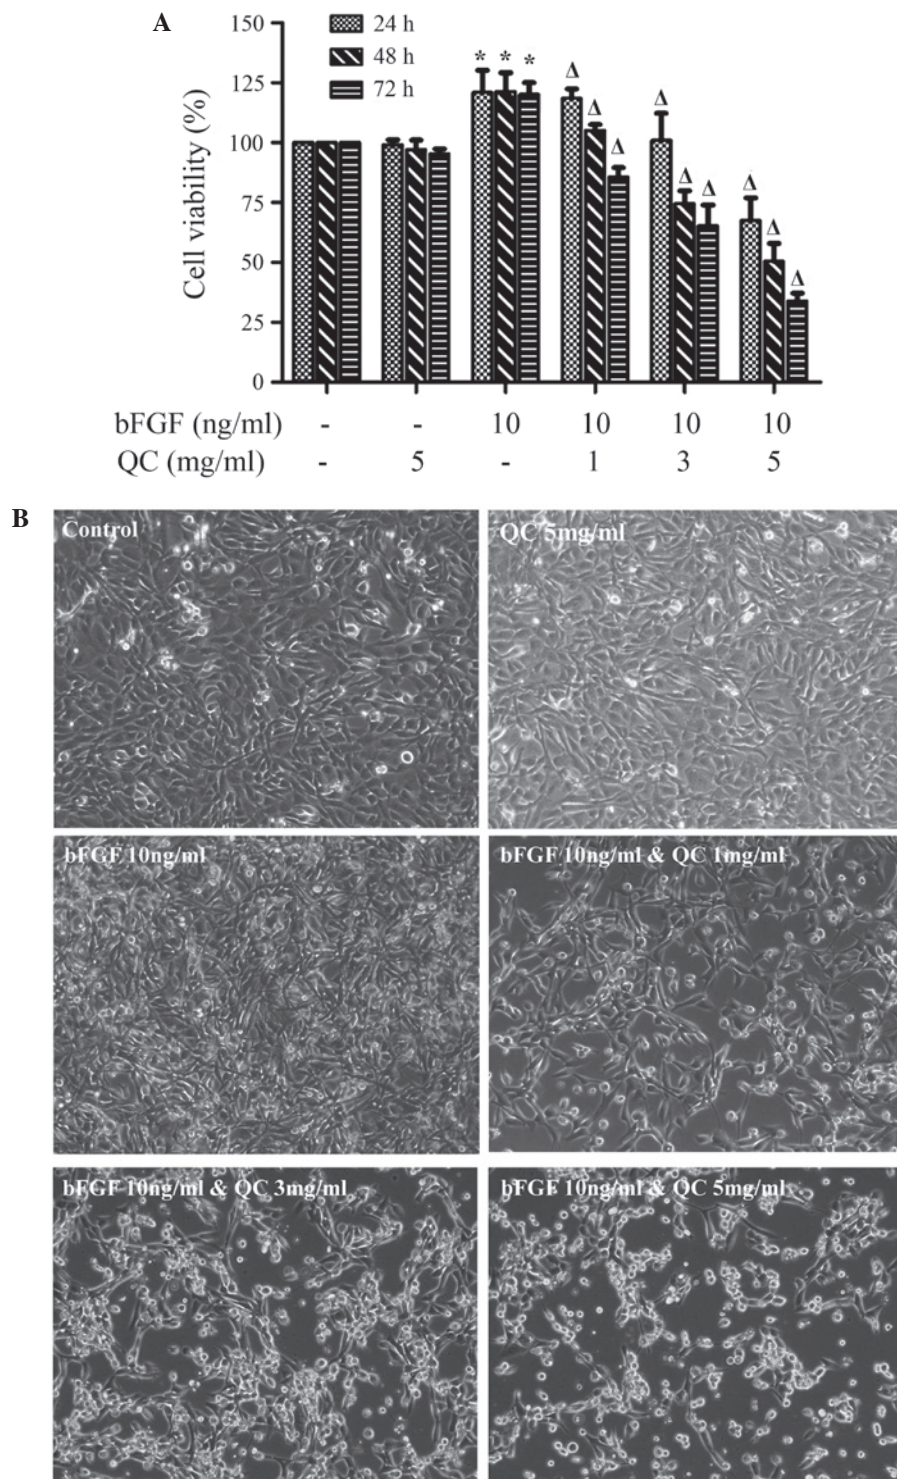 A
150
125
100
75
50
25
0
Cell viability (%)
24 h
48 h
72 h
* * *
Δ Δ Δ
Δ Δ Δ
Δ Δ Δ
bFGF (ng/ml) - - 10 10 10 10
QC (mg/ml) - 5 - 1 3 5
B
Control
QC 5mg/ml
bFGF 10ng/ml
bFGF 10ng/ml & QC 1mg/ml
bFGF 10ng/ml & QC 3mg/ml
bFGF 10ng/ml & QC 5mg/ml